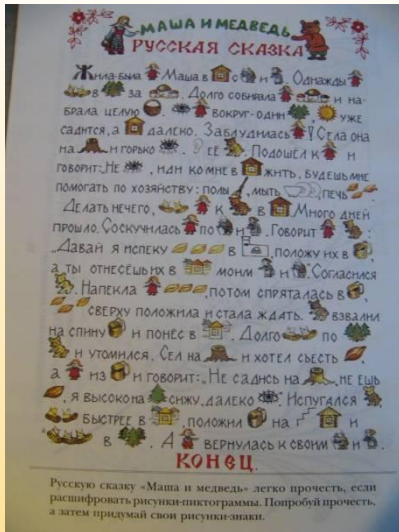 МАША И МЕДВЕДЬ
РУССКАЯ СКАЗКА
Жила-была Маша в с и . Однажды
в за . Долго собирала и на-
брала целую . вокруг-один , уже
садится, а далеко. Заблудилась ! Села она
на и горько . её . Подошёл к и
говорит: „Не , иди ко мне в жить, будешь мне
помогать по хозяйству: полы , мыть , печь .
Делать нечего, к в . Много дней
прошло. Соскучилась по и . Говорит :
„Давай я испеку в , положу их в ,
а ты отнесёшь их в моим и . Согласился
. Напекла , потом спряталась в ,
сверху положила и стала ждать. взвалил
на спину и понёс в . Долго по
и утомился. Сел на и хотел съесть ,
а из и говорит: „Не садись на , не ешь
, я высоко на сижу, далеко . Испугался ,
быстрее в , положил на и
в . А вернулась к своим и .
КОНЕЦ.
Русскую сказку «Маша и медведь» легко прочесть, если
расшифровать рисунки-пиктограммы. Попробуй прочесть,
а затем придумай свои рисунки-знаки.